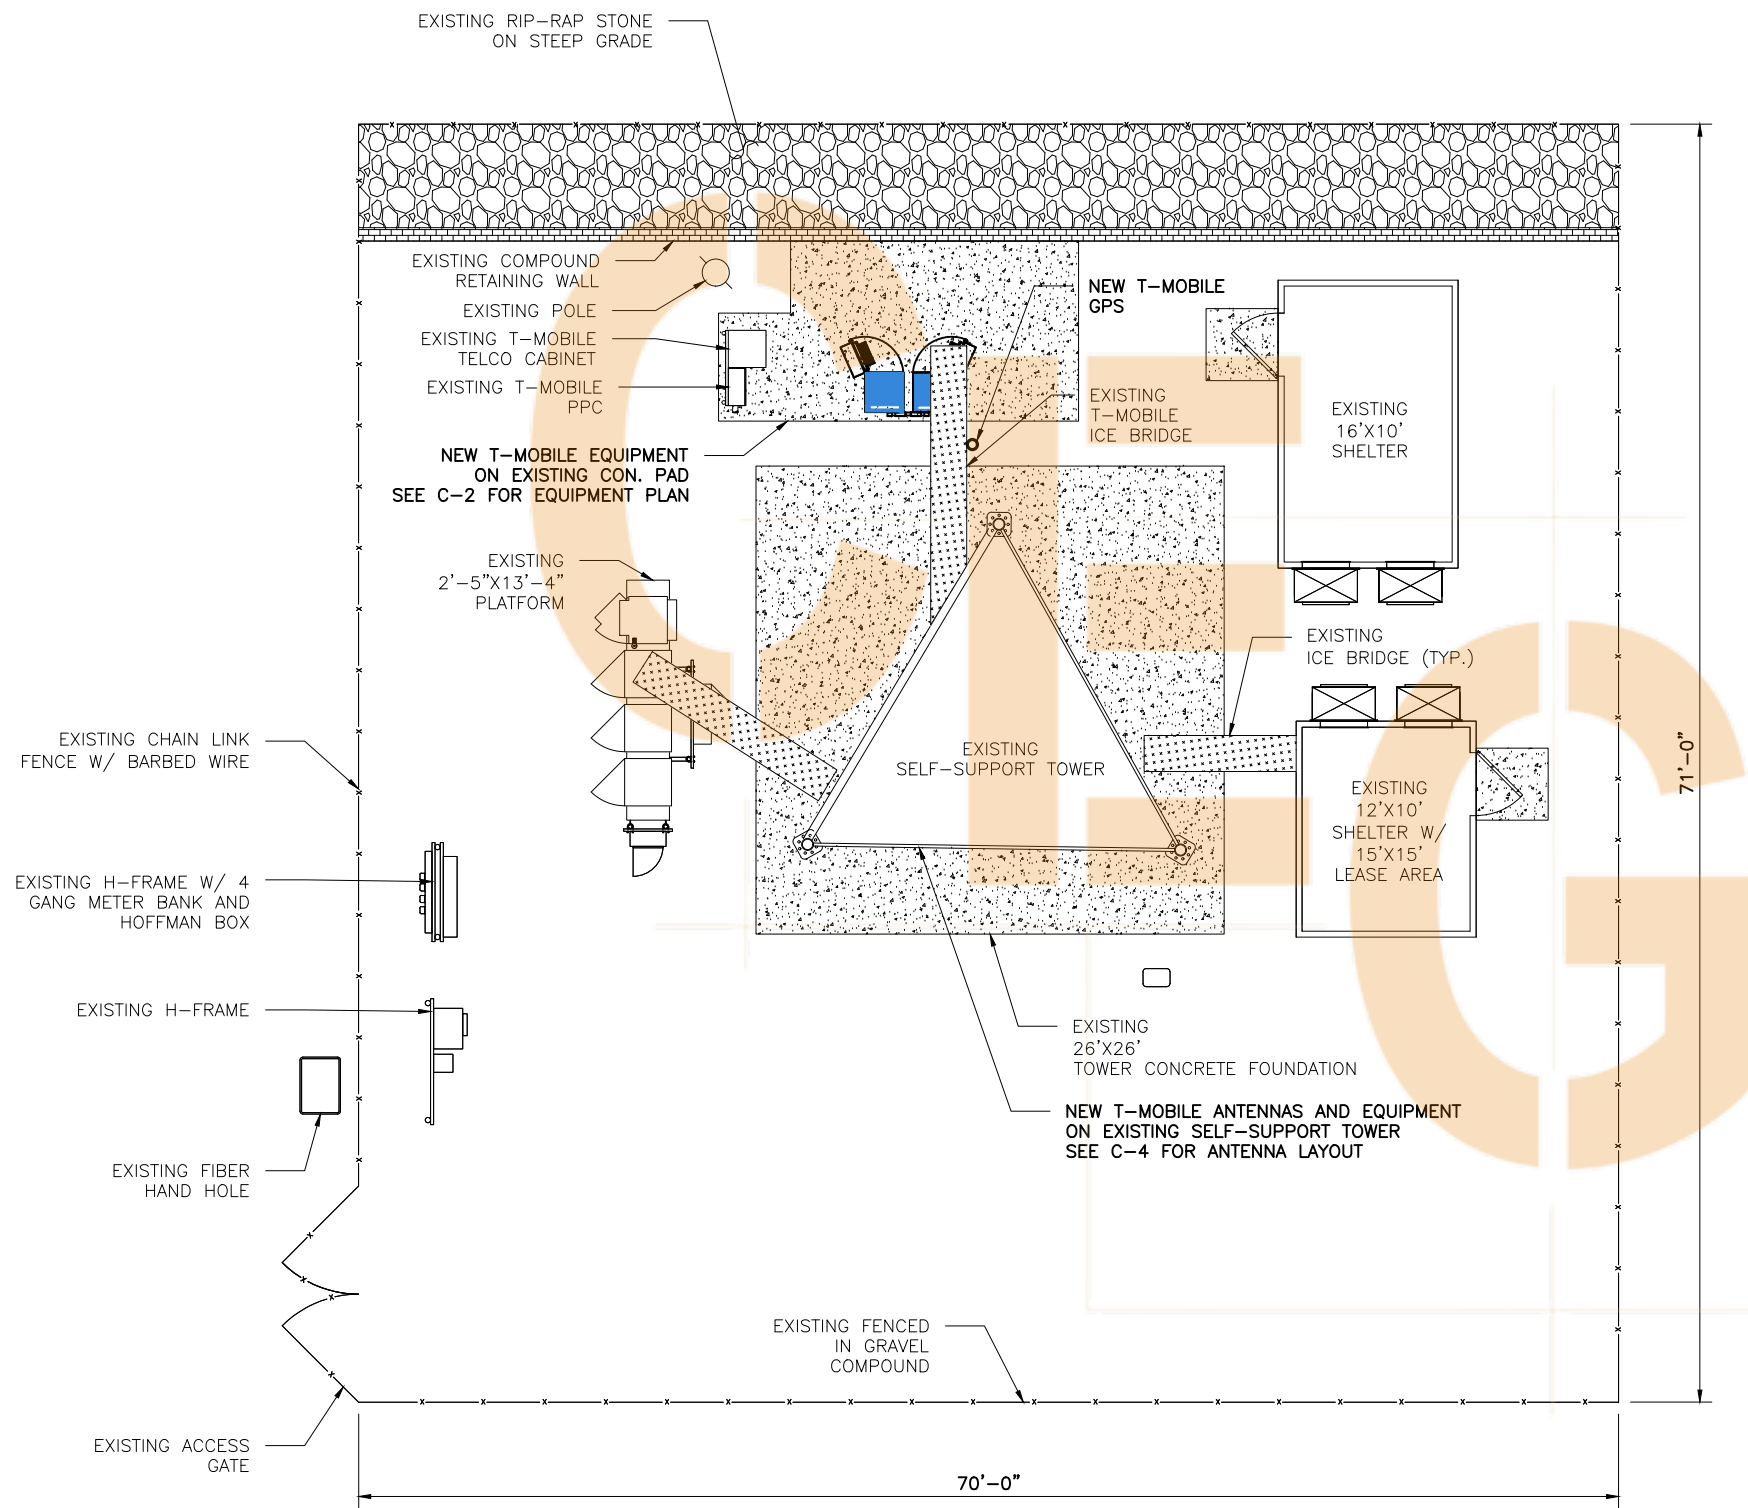 EXISTING RIP-RAP STONE
ON STEEP GRADE
EXISTING COMPOUND
RETAINING WALL
EXISTING POLE
EXISTING T-MOBILE
TELCO CABINET
EXISTING T-MOBILE
PPC
NEW T-MOBILE EQUIPMENT
ON EXISTING CON. PAD
SEE C-2 FOR EQUIPMENT PLAN
NEW T-MOBILE
GPS
EXISTING
T-MOBILE
ICE BRIDGE
EXISTING
16'X10'
SHELTER
EXISTING
2'-5"X13'-4"
PLATFORM
EXISTING
ICE BRIDGE (TYP.)
EXISTING CHAIN LINK
FENCE W/ BARBED WIRE
EXISTING
SELF-SUPPORT TOWER
EXISTING
12'X10'
SHELTER W/
15'X15'
LEASE AREA
71'-0"
EXISTING H-FRAME W/ 4
GANG METER BANK AND
HOFFMAN BOX
EXISTING H-FRAME
EXISTING
26'X26'
TOWER CONCRETE FOUNDATION
NEW T-MOBILE ANTENNAS AND EQUIPMENT
ON EXISTING SELF-SUPPORT TOWER
SEE C-4 FOR ANTENNA LAYOUT
EXISTING FIBER
HAND HOLE
EXISTING FENCED
IN GRAVEL
COMPOUND
EXISTING ACCESS
GATE
70'-0"
CIEG